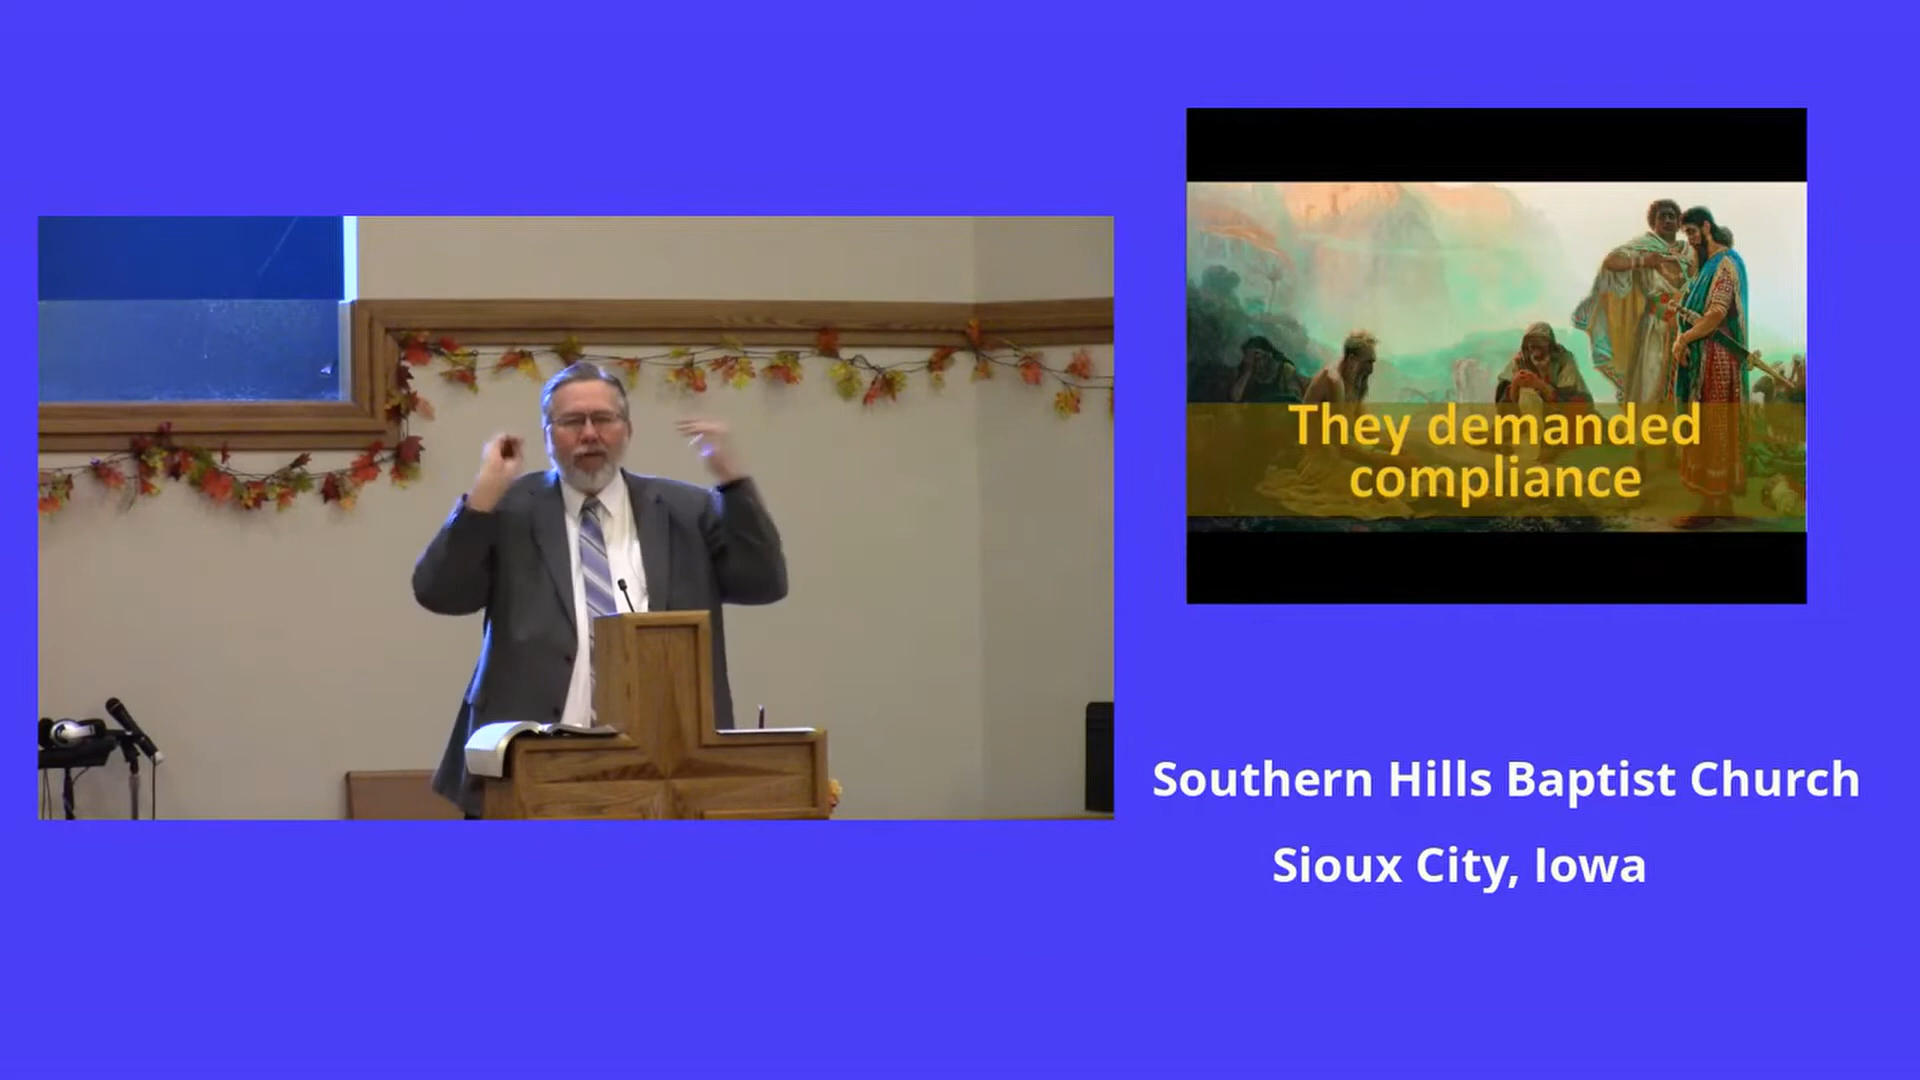 They demanded
compliance
Southern Hills Baptist Church
Sioux City, Iowa